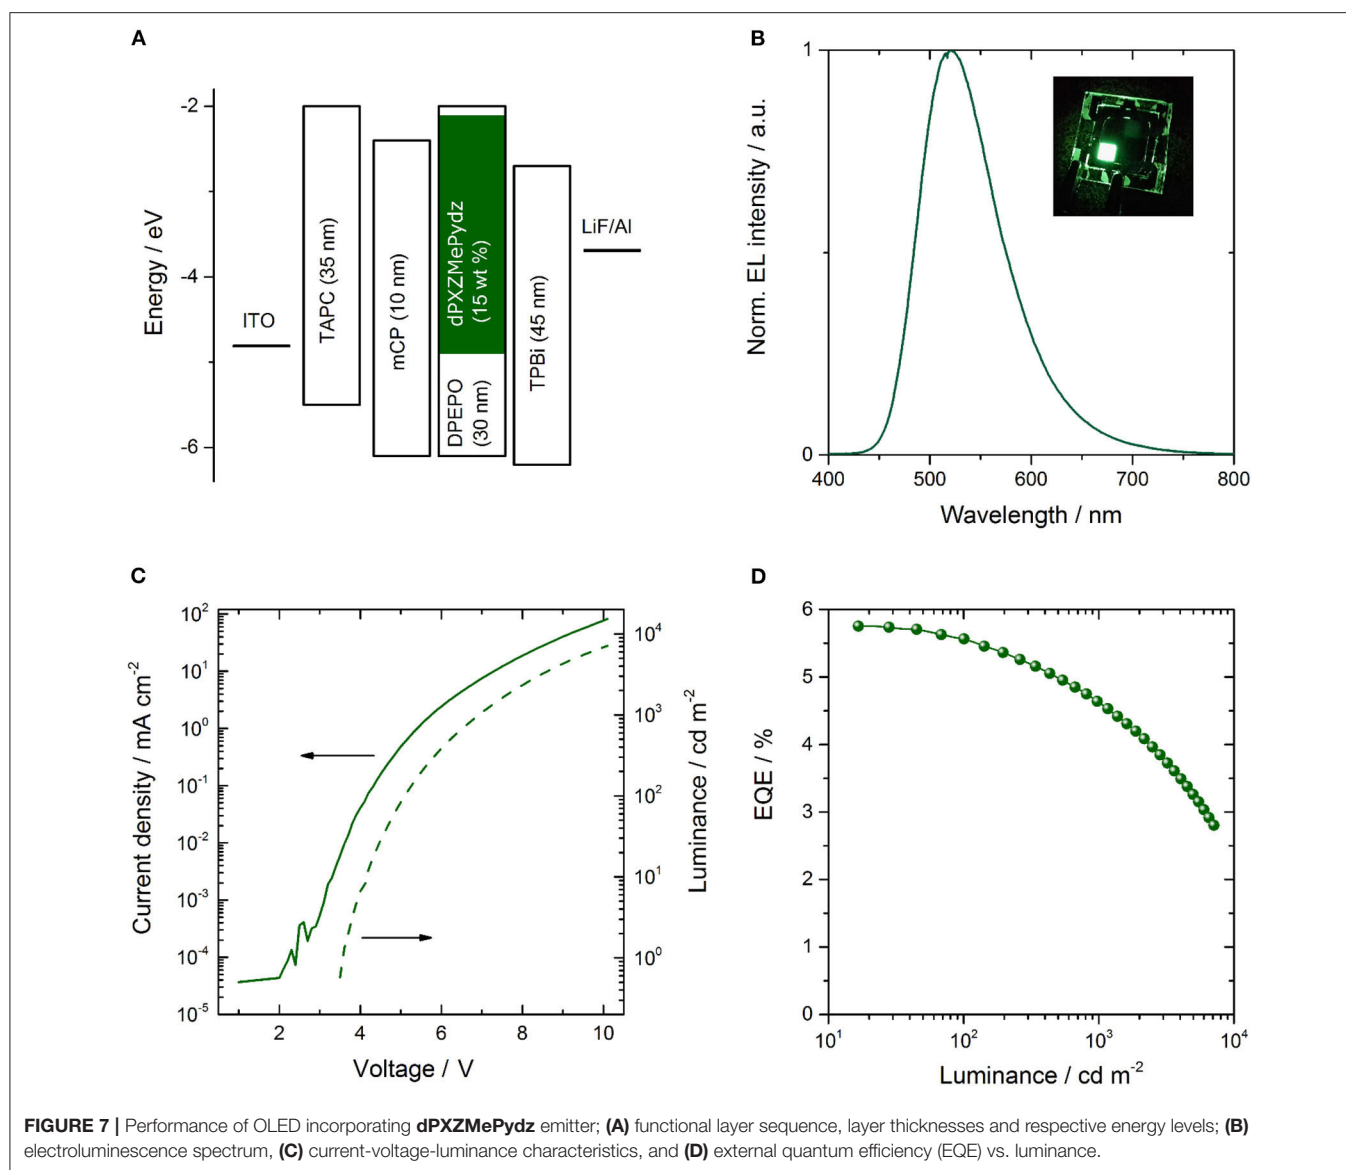 A
Energy / eV
-2
-4
-6
ITO
TAPC (35 nm)
mCP (10 nm)
dPXZMePydz
(15 wt %)
DPEPO
(30 nm)
TPBi (45 nm)
LiF/Al
B
Norm. EL intensity / a.u.
1
0
400 500 600 700 800
Wavelength / nm
C
Current density / mA cm⁻²
10²
10¹
10⁰
10⁻¹
10⁻²
10⁻³
10⁻⁴
10⁻⁵
2 4 6 8 10
Voltage / V
10⁴
10³
10²
10¹
10⁰
Luminance / cd m⁻²
D
EQE / %
6
5
4
3
2
1
0
10¹ 10² 10³ 10⁴
Luminance / cd m⁻²
FIGURE 7 | Performance of OLED incorporating dPXZMePydz emitter; (A) functional layer sequence, layer thicknesses and respective energy levels; (B)
electroluminescence spectrum, (C) current-voltage-luminance characteristics, and (D) external quantum efficiency (EQE) vs. luminance.